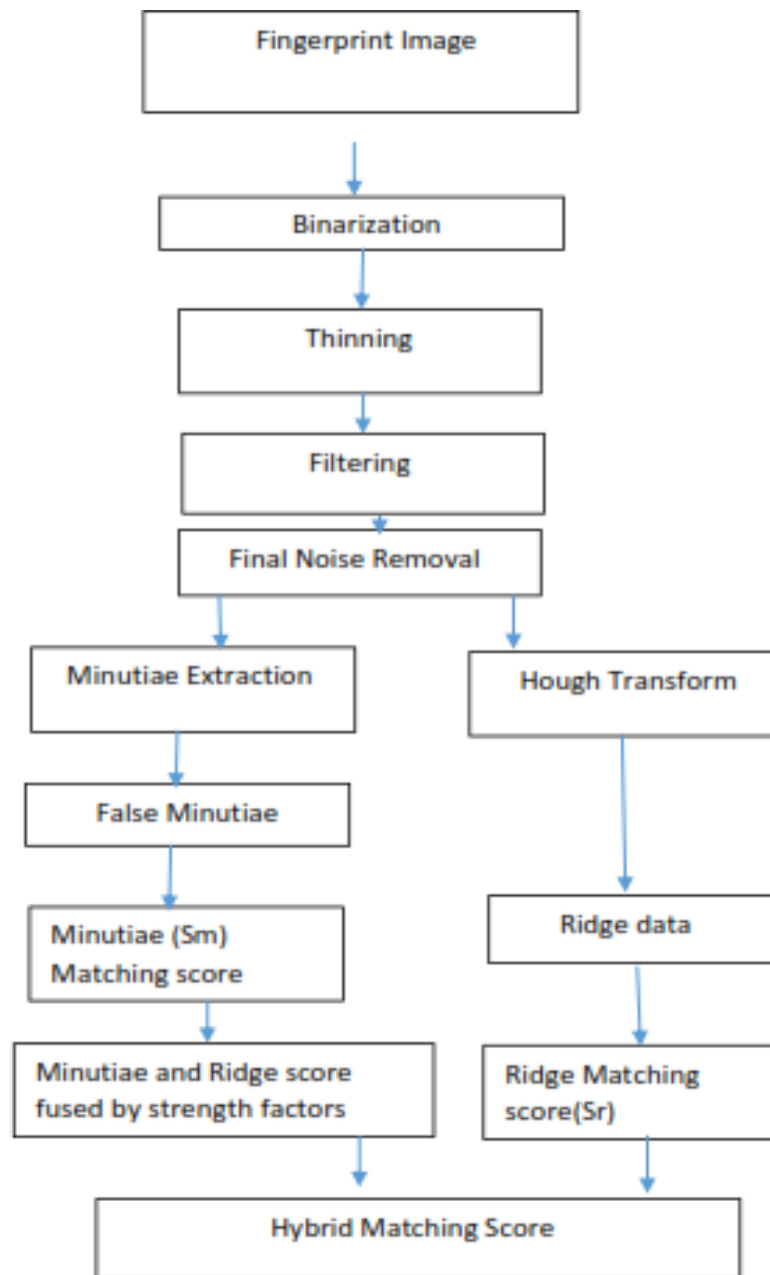 Fingerprint Image
Binarization
Thinning
Filtering
Final Noise Removal
Minutiae Extraction
Hough Transform
False Minutiae
Minutiae (Sm)
Matching score
Ridge data
Minutiae and Ridge score
fused by strength factors
Ridge Matching
score(Sr)
Hybrid Matching Score